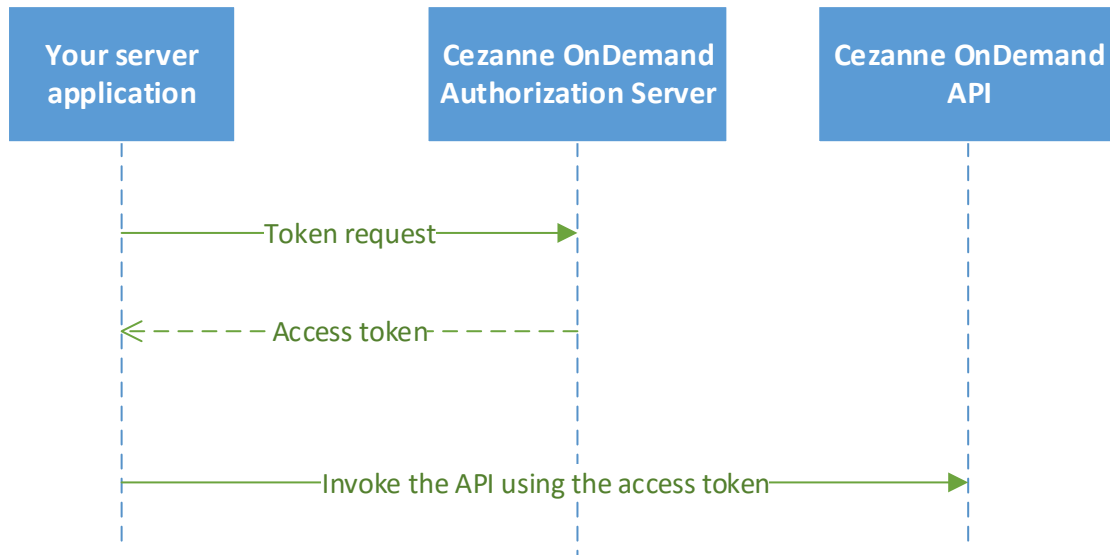 Your server
application
Cezanne OnDemand
Authorization Server
Cezanne OnDemand
API
Token request
Access token
Invoke the API using the access token